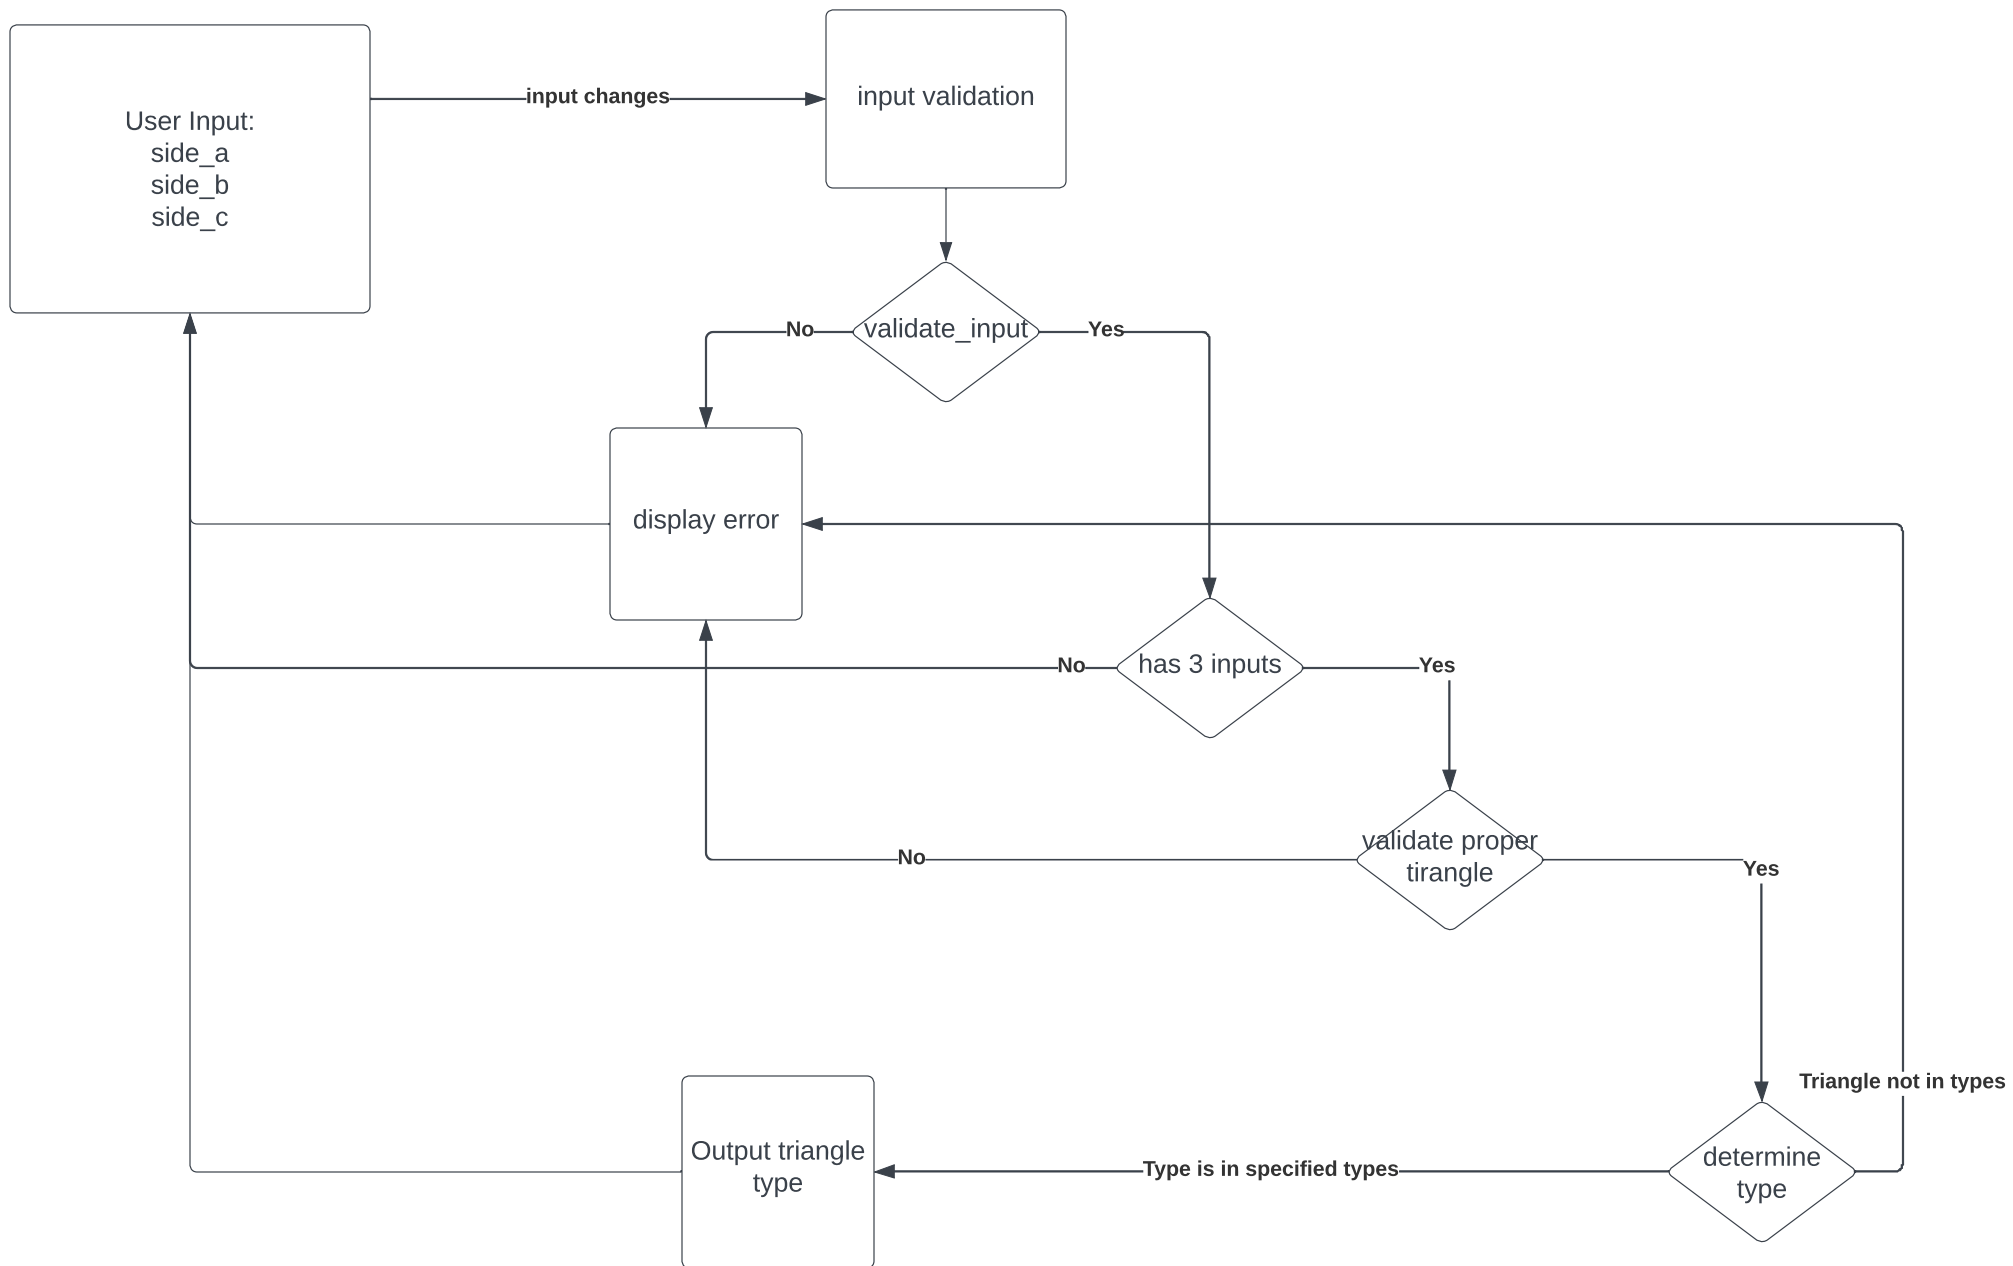 User Input:
side_a
side_b
side_c
input changes
input validation
validate_input
No
Yes
display error
has 3 inputs
No
Yes
validate proper
tirangle
No
Yes
Triangle not in types
determine
type
Type is in specified types
Output triangle
type